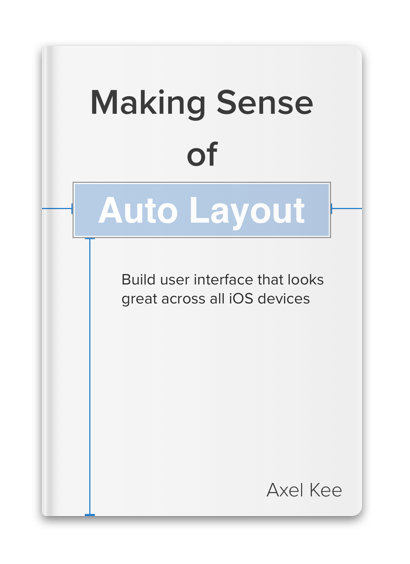 Making Sense
of
Auto Layout
Build user interface that looks
great across all iOS devices
Axel Kee